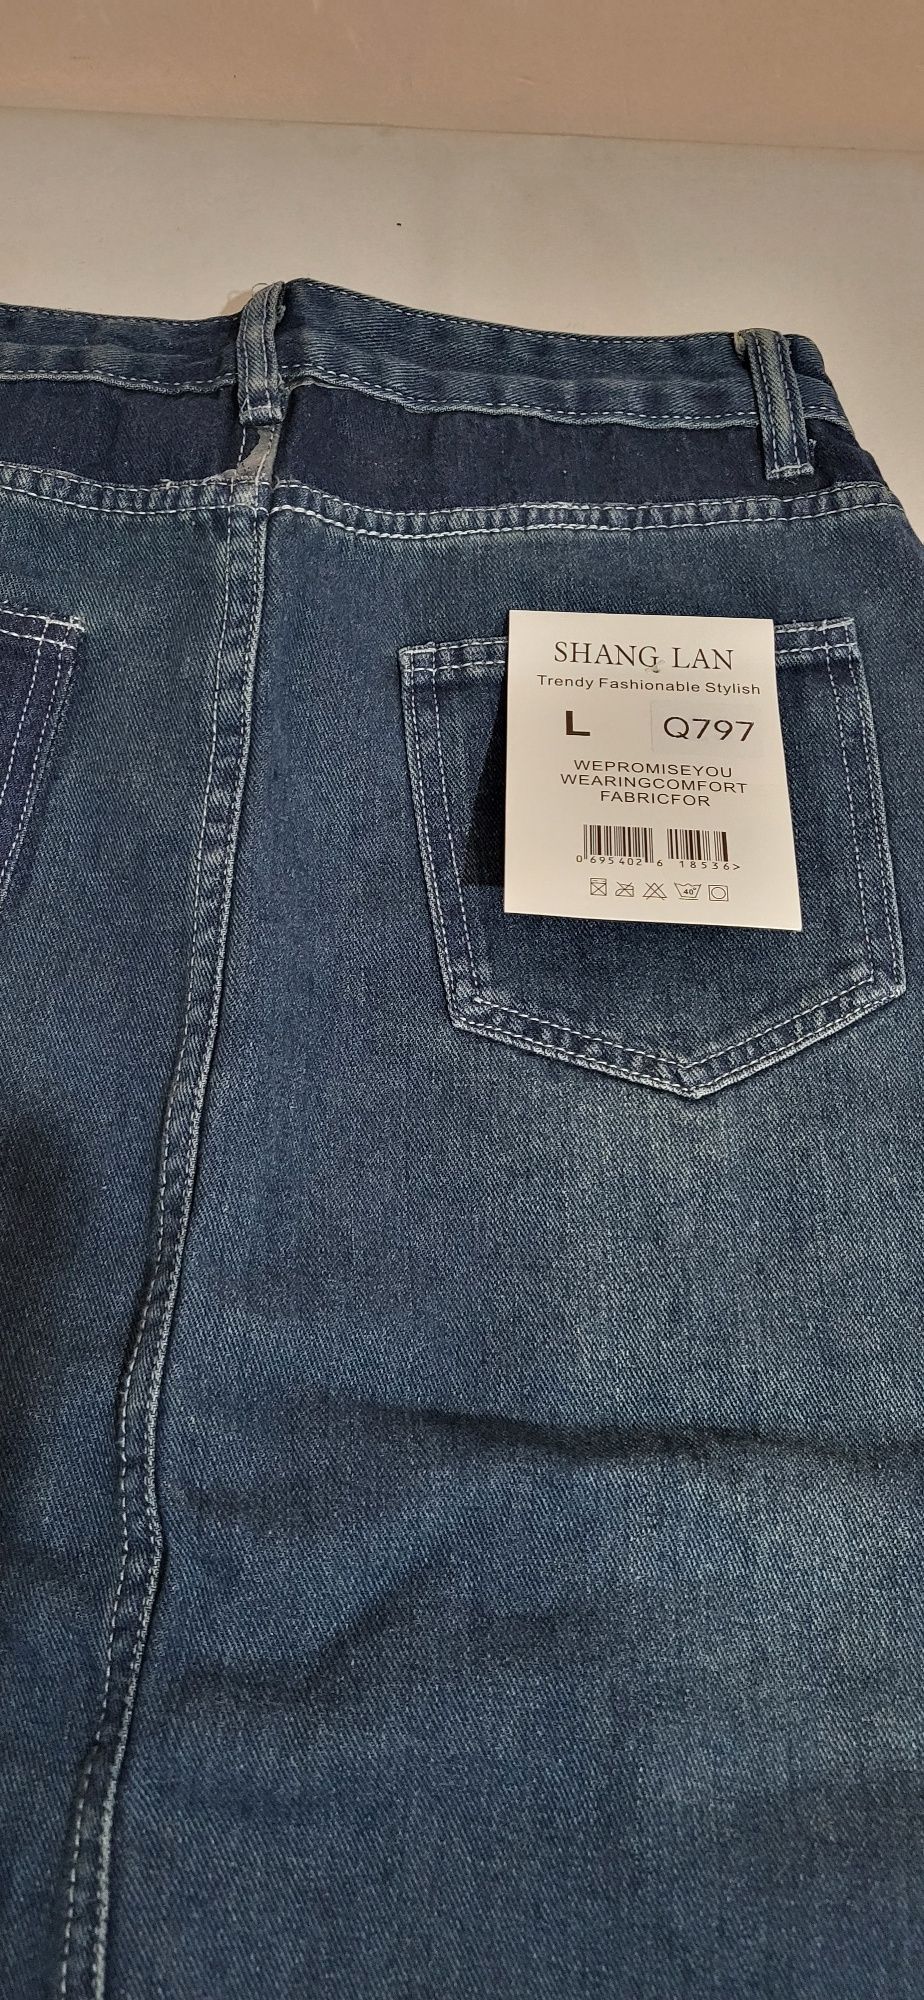 SHANG LAN
Trendy Fashionable Stylish
L Q797
WEPROMISEYOU
WEARINGCOMFORT
FABRICFOR
0 695402 6 18536>
40°